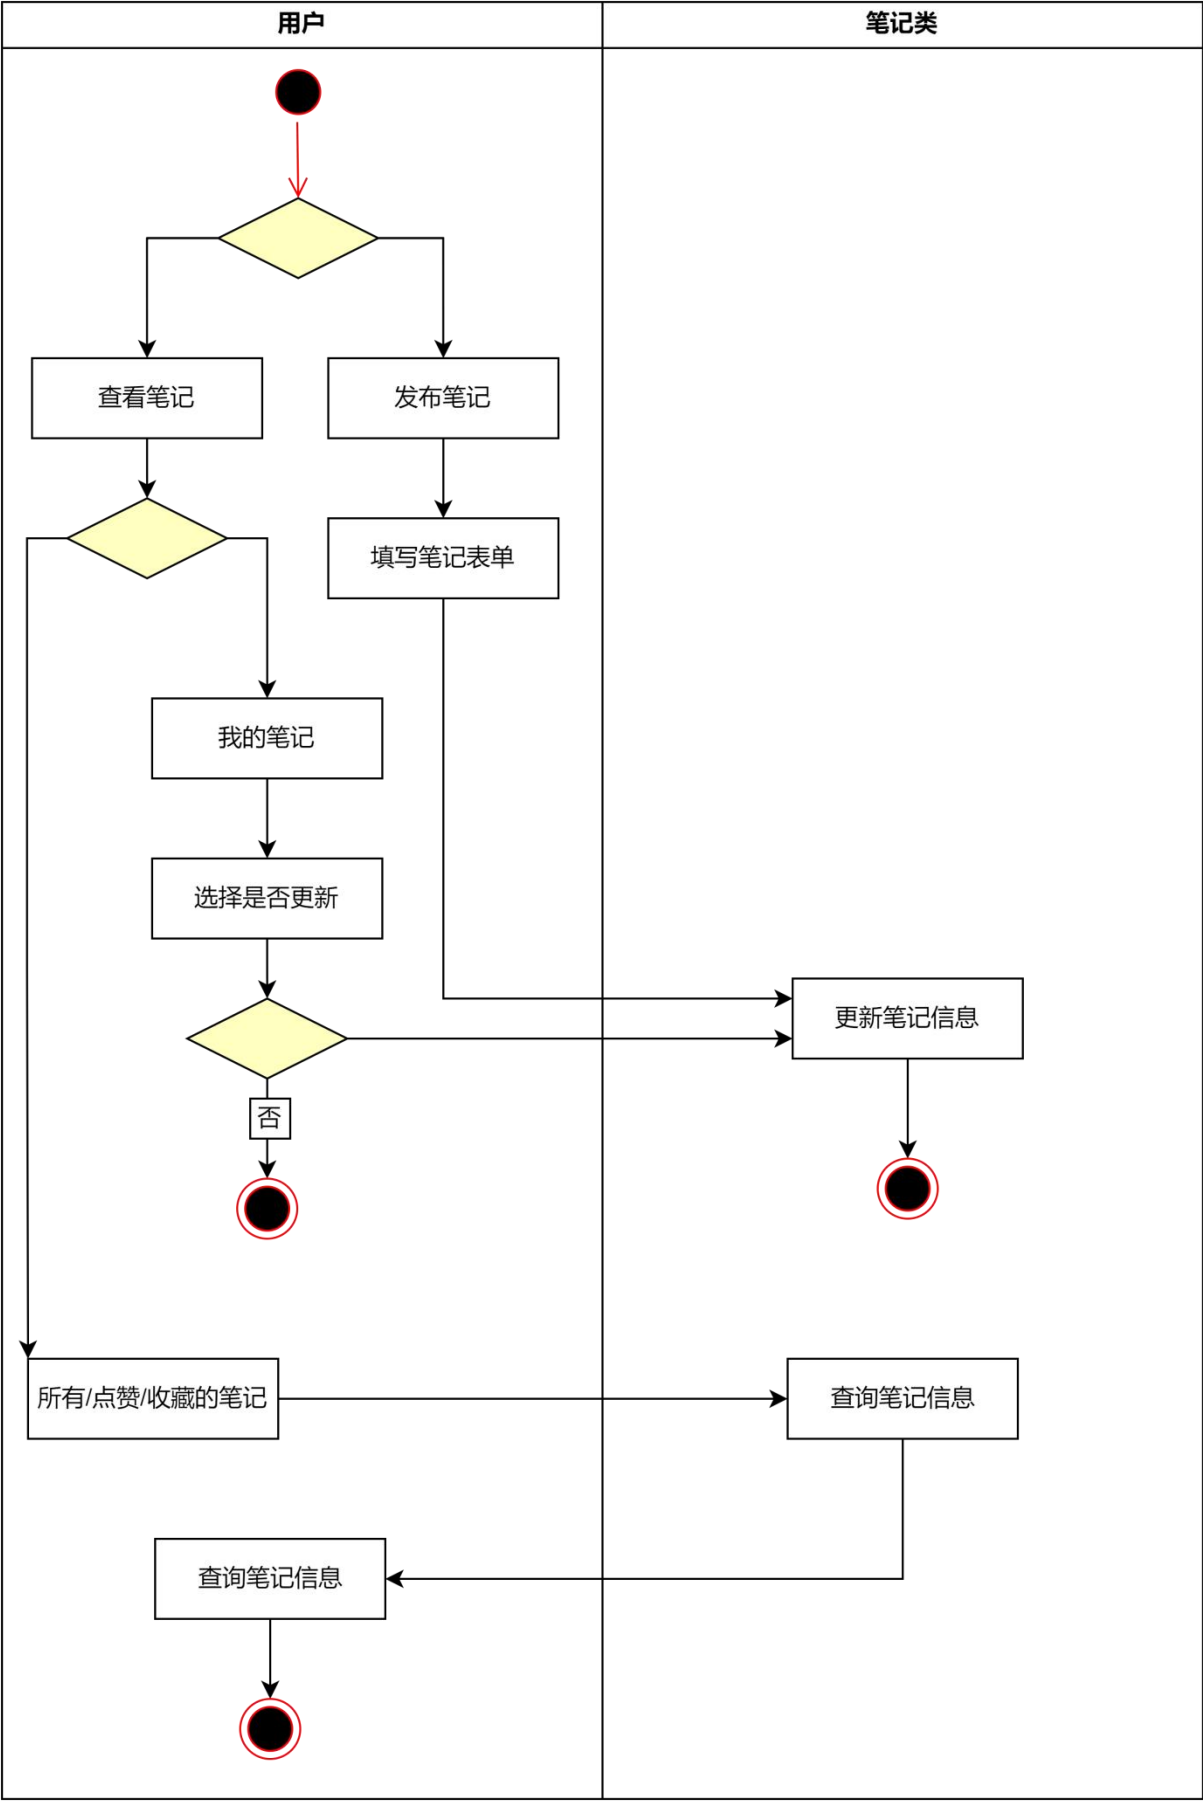 用户
笔记类
查看笔记
发布笔记
填写笔记表单
我的笔记
选择是否更新
更新笔记信息
否
所有/点赞/收藏的笔记
查询笔记信息
查询笔记信息